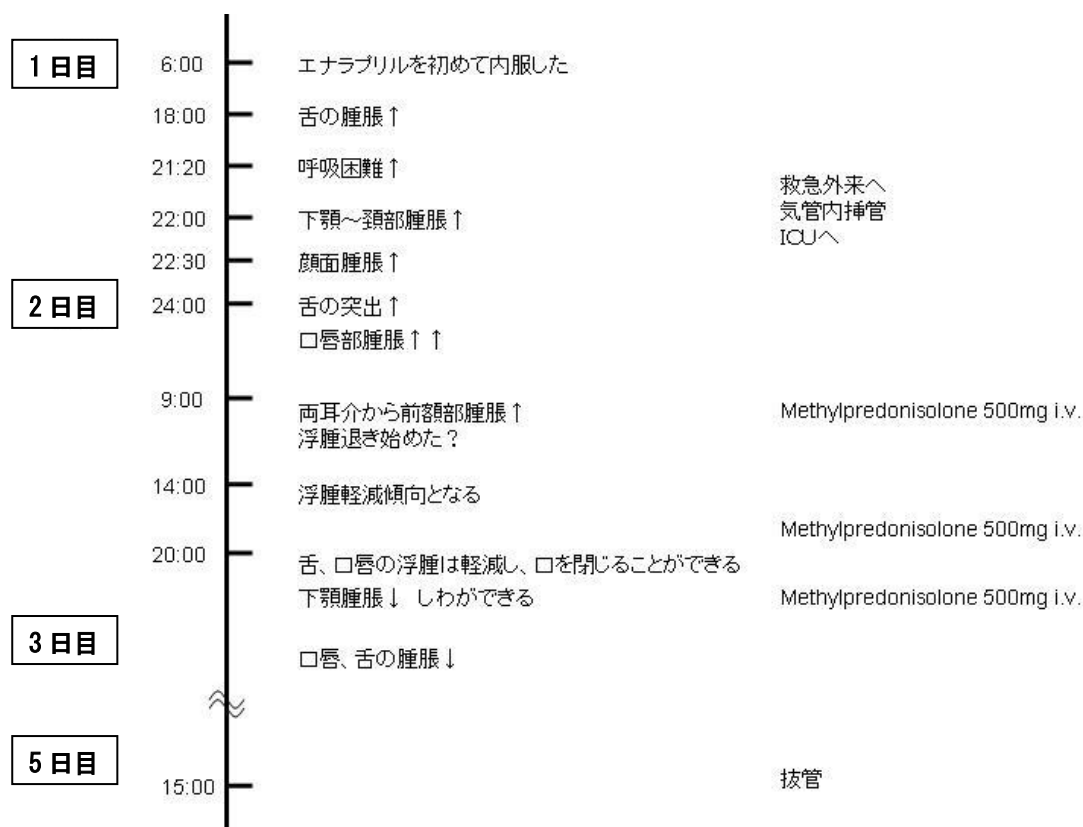 1日目
6:00 エナラプリルを初めて内服した
18:00 舌の腫脹↑
21:20 呼吸困難↑
救急外来へ
22:00 下顎～頚部腫脹↑ 気管内挿管
ICUへ
22:30 顔面腫脹↑
2日目
24:00 舌の突出↑
口唇部腫脹↑↑
9:00 両耳介から前額部腫脹↑ Methylpredonisolone 500mg i.v.
浮腫退き始めた？
14:00 浮腫軽減傾向となる
Methylpredonisolone 500mg i.v.
20:00 舌、口唇の浮腫は軽減し、口を閉じることができる
下顎腫脹↓ しわができる Methylpredonisolone 500mg i.v.
3日目
口唇、舌の腫脹↓
5日目
15:00 抜管